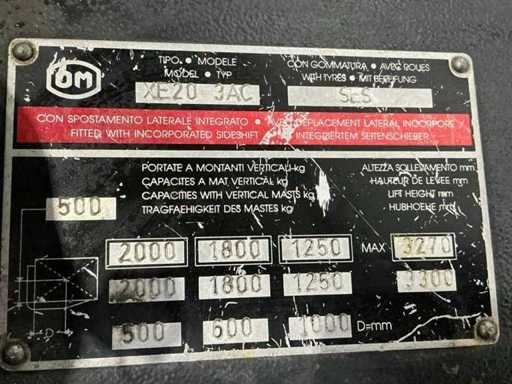 OM
TIPO • MODELE
MODEL • TYP
XE20 3AC
CON GOMMATURA • AVEC ROUES
WITH TYRES • MIT BEREIFUNG
SES
CON SPOSTAMENTO LATERALE INTEGRATO • AVEC DEPLACEMENT LATERAL INCORPORE
FITTED WITH INCORPORATED SIDESHIFT INTEGRIERTEM SEITENSCHIEBER
PORTATE A MONTANTI VERTICALI-kg
CAPACITES A MAT VERTICAL-kg
CAPACITIES WITH VERTICAL MASTS kg
TRAGFAEHIGKEIT DES MASTES kg
ALTEZZA SOLLEVAMENTO mm
HAUTEUR DE LEVEE mm
LIFT HEIGHT mm
HUBHOEHE mm
500
2000 1800 1250 MAX 3270
2000 1800 1250 3300
500 600 1000 D=mm
D